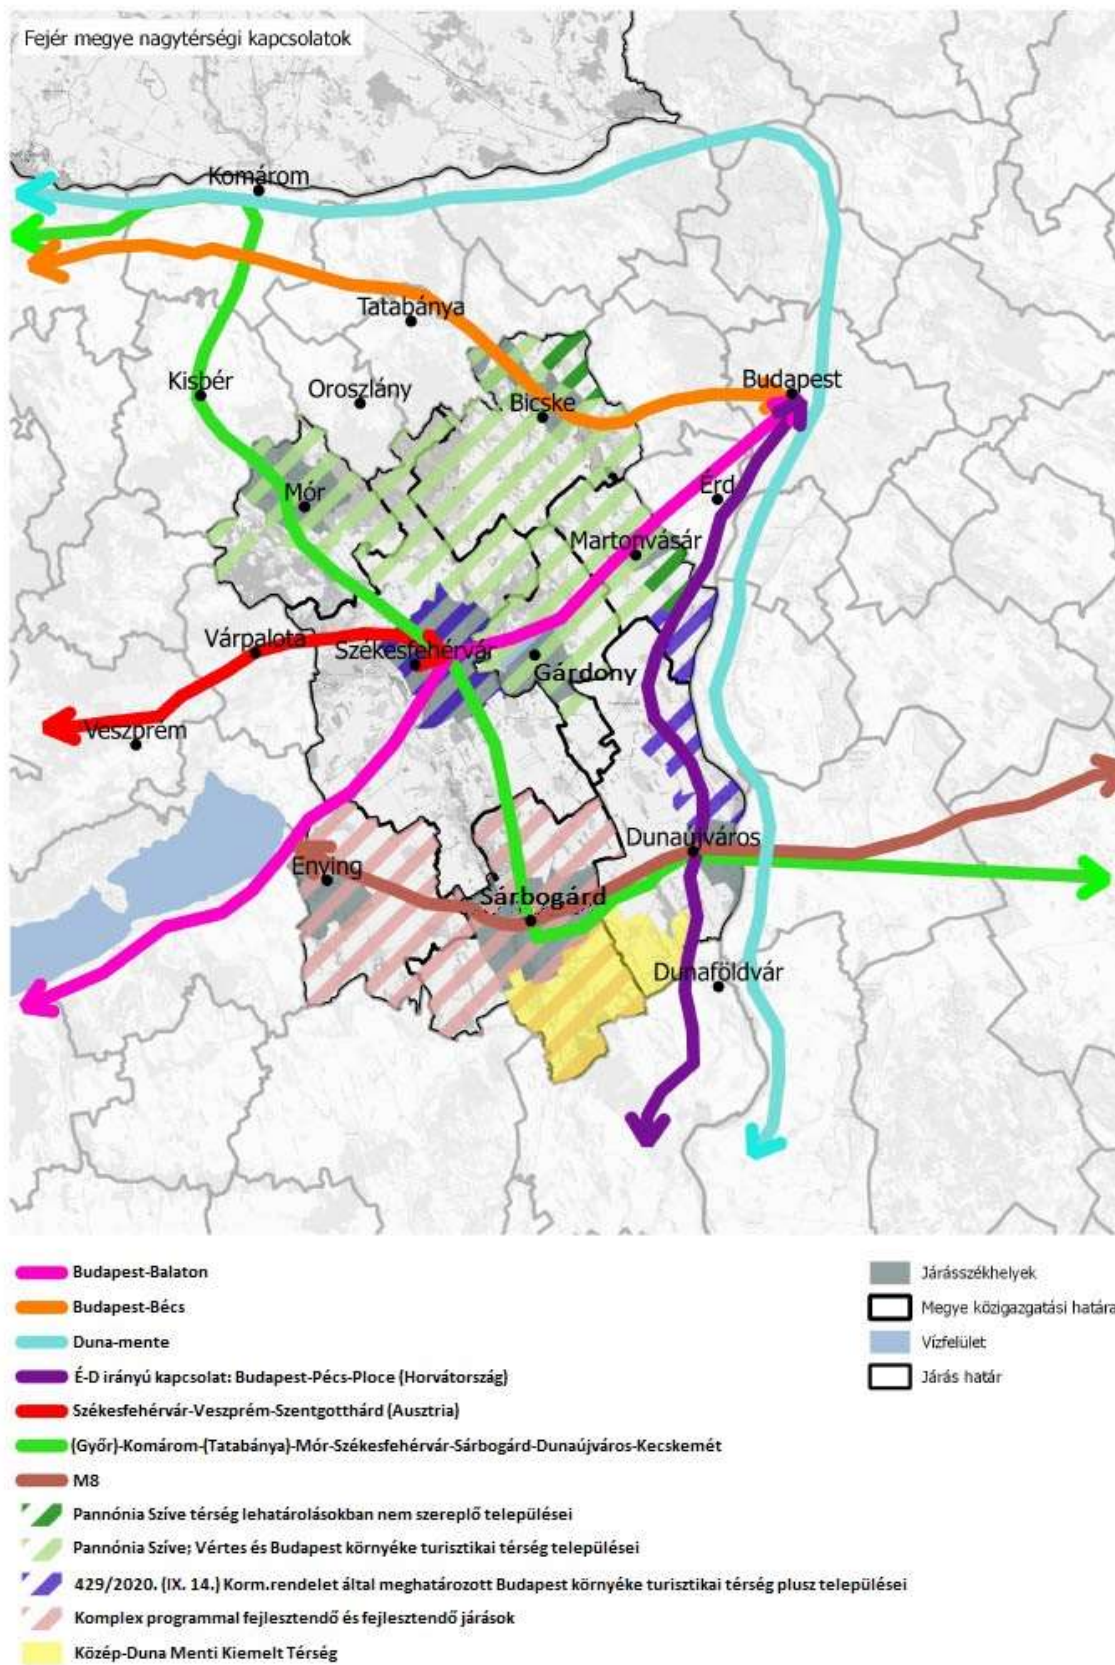 Fejér megye nagytérségi kapcsolatok
Komárom
Tatabánya
Kisbér
Oroszlány
Bicske
Budapest
Mór
Érd
Martonvásár
Várpalota
Székesfehérvár
Gárdony
Veszprém
Dunaújváros
Enying
Sárbogárd
Dunaföldvár
Budapest-Balaton
Budapest-Bécs
Duna-mente
É-D irányú kapcsolat: Budapest-Pécs-Ploce (Horvátország)
Székesfehérvár-Veszprém-Szentgotthárd (Ausztria)
(Győr)-Komárom-(Tatabánya)-Mór-Székesfehérvár-Sárbogárd-Dunaújváros-Kecskemét
M8
Pannónia Szíve térség lehatárolásokban nem szereplő települései
Pannónia Szíve; Vértes és Budapest környéke turisztikai térség települései
429/2020. (IX. 14.) Korm.rendelet által meghatározott Budapest környéke turisztikai térség plusz települései
Komplex programmal fejlesztendő és fejlesztendő járások
Közép-Duna Menti Kiemelt Térség
Járásszékhelyek
Megye közigazgatási határa
Vízfelület
Járás határ